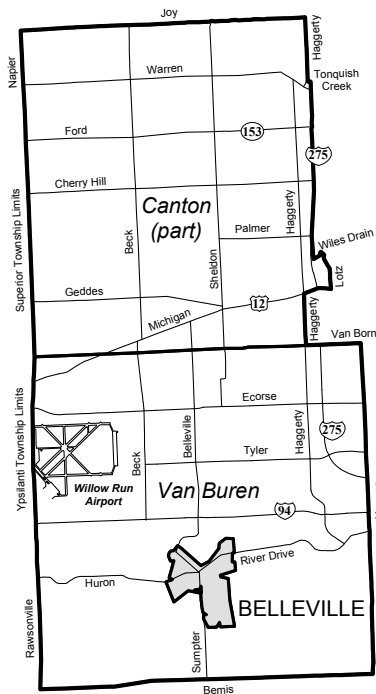 Joy
Napier
Haggerty
Warren
Tonquish
Creek
Ford
153
275
Cherry Hill
Superior Township Limits
Canton
(part)
Palmer
Haggerty
Beck
Sheldon
Wiles Drain
Lotz
Geddes
12
Michigan
Haggerty
Van Born
Ypsilanti Township Limits
Ecorse
Belleville
Haggerty
275
Beck
Tyler
Willow Run
Airport
Van Buren
94
River Drive
Huron
BELLEVILLE
Rawsonville
Sumpter
Bemis